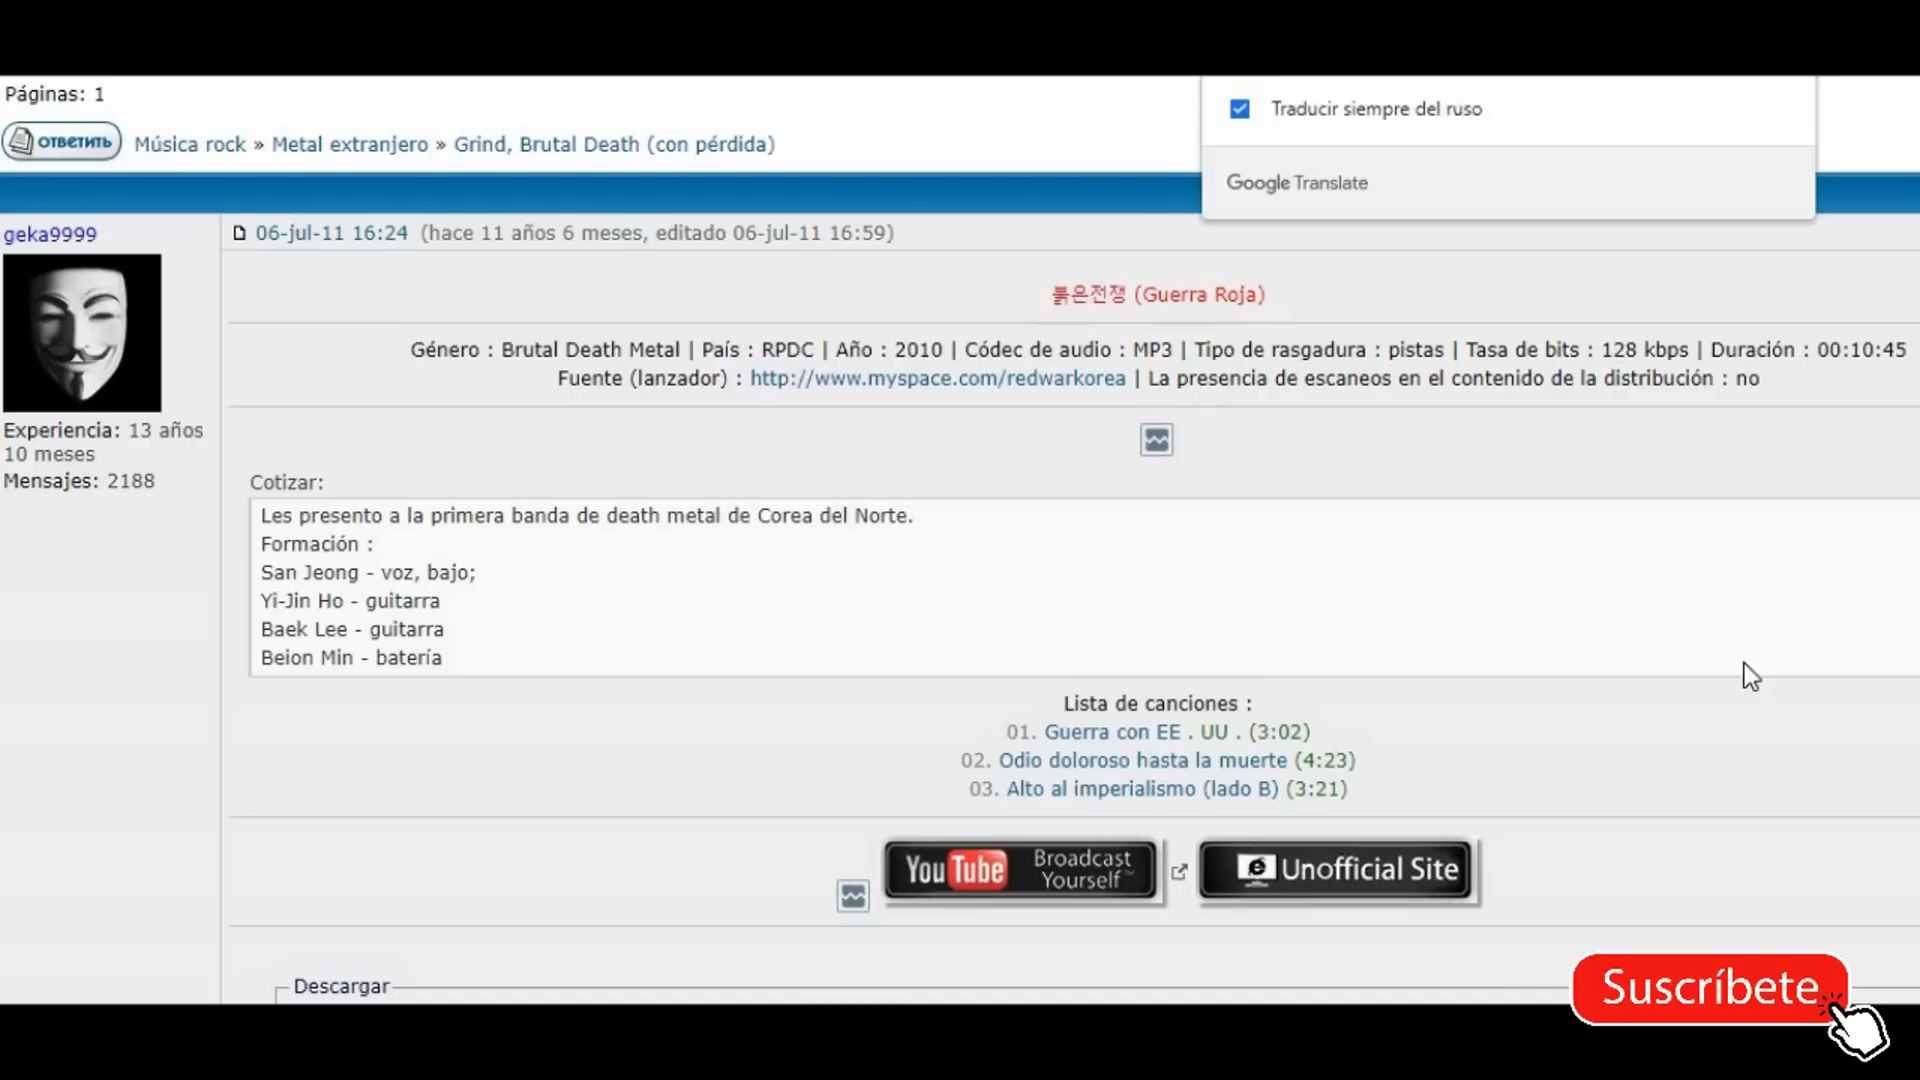 Páginas: 1
Traducir siempre del ruso
ответить Música rock » Metal extranjero » Grind, Brutal Death (con pérdida)
Google Translate
geka9999
06-jul-11 16:24 (hace 11 años 6 meses, editado 06-jul-11 16:59)
붉은전쟁 (Guerra Roja)
Género : Brutal Death Metal | País : RPDC | Año : 2010 | Códec de audio : MP3 | Tipo de rasgadura : pistas | Tasa de bits : 128 kbps | Duración : 00:10:45
Fuente (lanzador) : http://www.myspace.com/redwarkorea | La presencia de escaneos en el contenido de la distribución : no
Experiencia: 13 años
10 meses
Mensajes: 2188
Cotizar:
Les presento a la primera banda de death metal de Corea del Norte.
Formación :
San Jeong - voz, bajo;
Yi-Jin Ho - guitarra
Baek Lee - guitarra
Beion Min - batería
Lista de canciones :
01. Guerra con EE . UU . (3:02)
02. Odio doloroso hasta la muerte (4:23)
03. Alto al imperialismo (lado B) (3:21)
YouTube Broadcast Yourself™
Unofficial Site
Descargar
Suscríbete